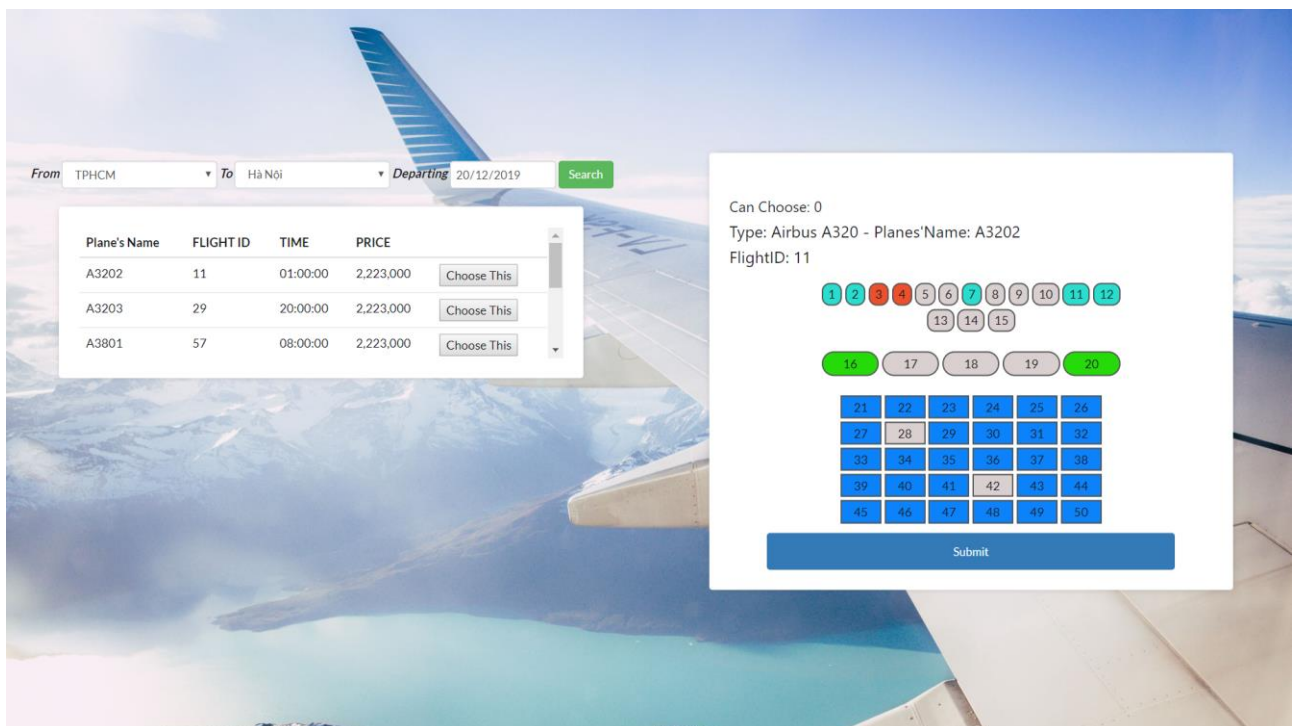 From TPHCM To Hà Nội Departing 20/12/2019 Search
Plane's Name FLIGHT ID TIME PRICE
A3202 11 01:00:00 2,223,000 Choose This
A3203 29 20:00:00 2,223,000 Choose This
A3801 57 08:00:00 2,223,000 Choose This
Can Choose: 0
Type: Airbus A320 - Planes'Name: A3202
FlightID: 11
1 2 3 4 5 6 7 8 9 10 11 12
13 14 15
16 17 18 19 20
21 22 23 24 25 26
27 28 29 30 31 32
33 34 35 36 37 38
39 40 41 42 43 44
45 46 47 48 49 50
Submit